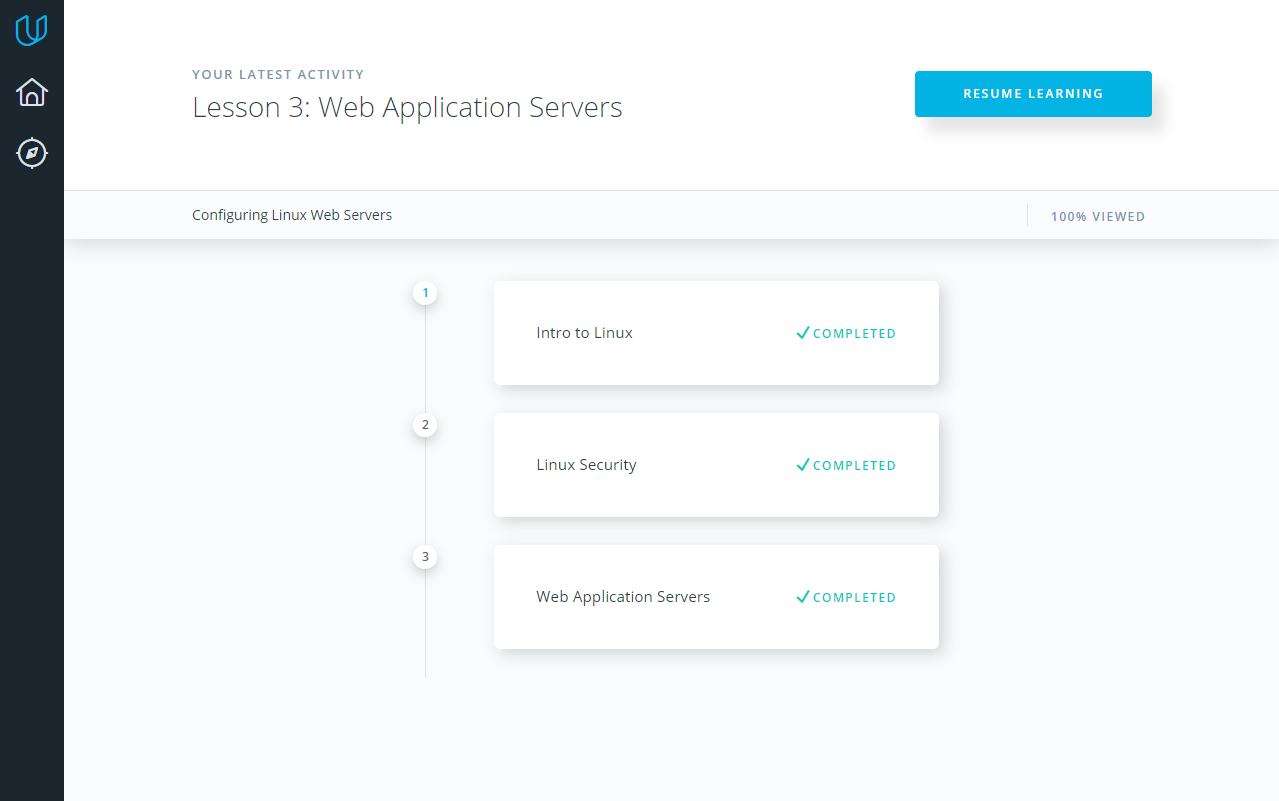 YOUR LATEST ACTIVITY
Lesson 3: Web Application Servers
RESUME LEARNING
Configuring Linux Web Servers
100% VIEWED
1
Intro to Linux
COMPLETED
2
Linux Security
COMPLETED
3
Web Application Servers
COMPLETED